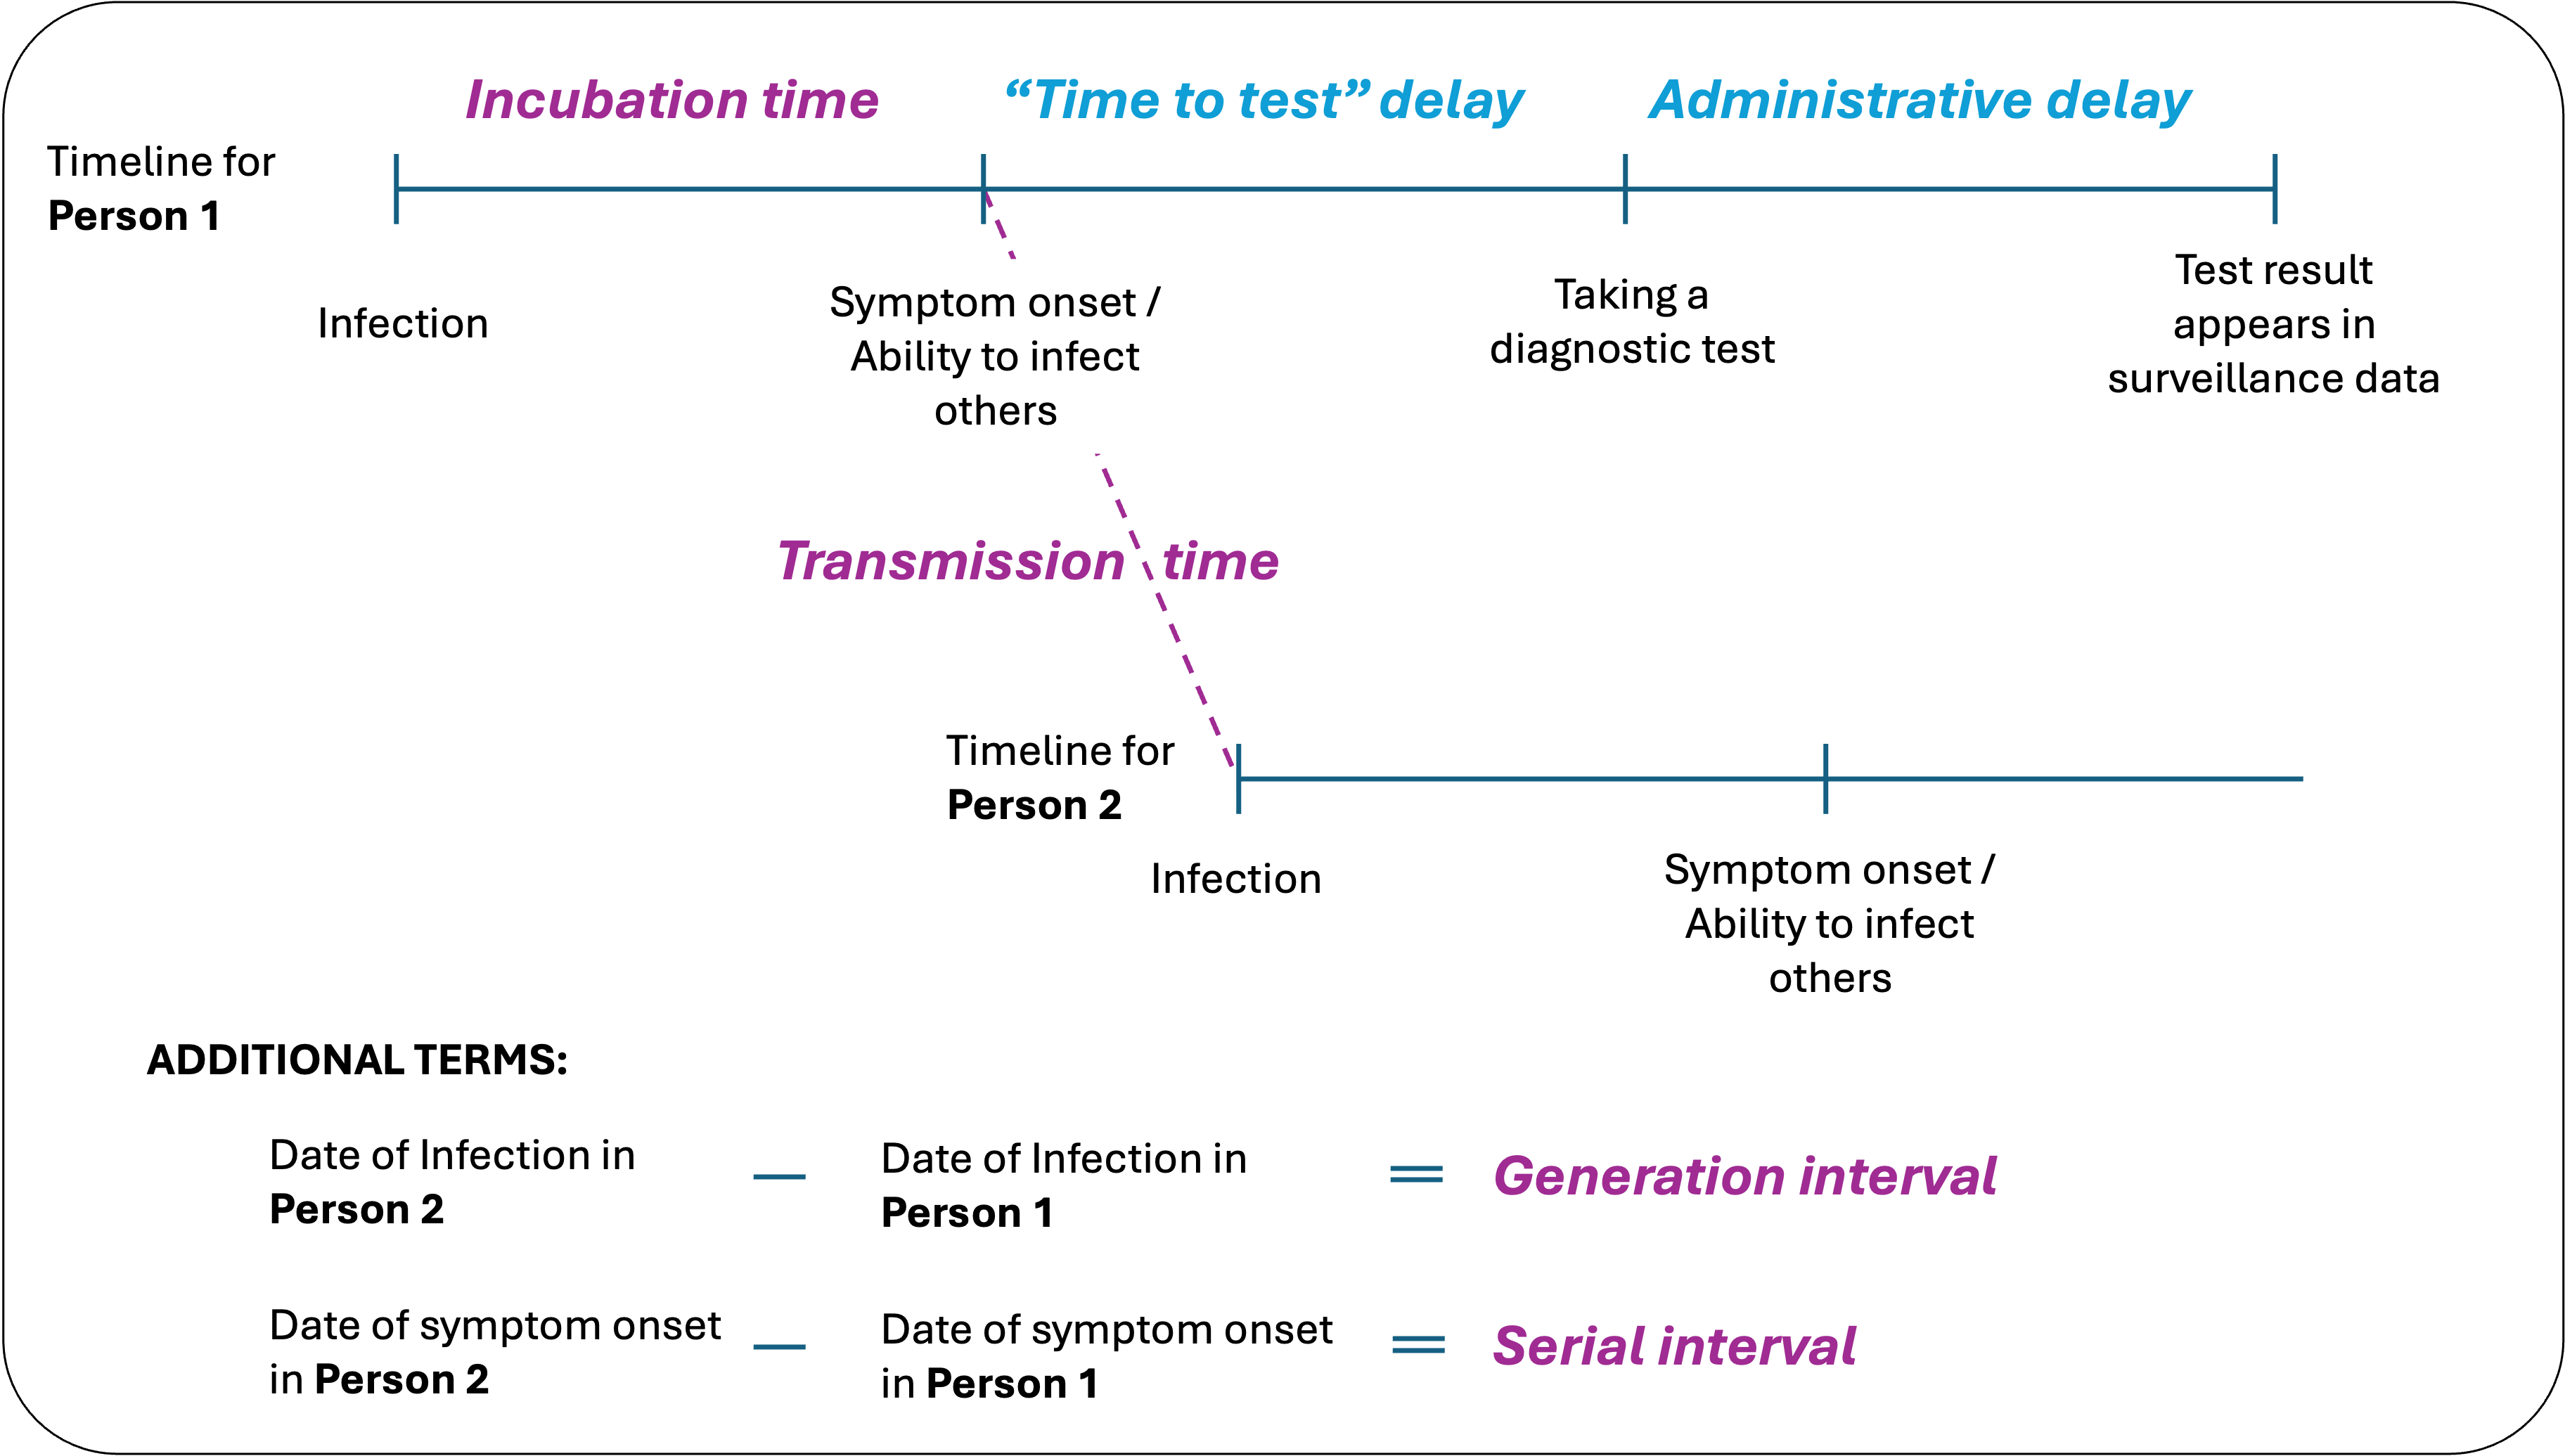 Incubation time
“Time to test” delay
Administrative delay
Timeline for
Person 1
Infection
Symptom onset /
Ability to infect
others
Taking a
diagnostic test
Test result
appears in
surveillance data
Transmission time
Timeline for
Person 2
Infection
Symptom onset /
Ability to infect
others
ADDITIONAL TERMS:
Date of Infection in
Person 2
—
Date of Infection in
Person 1
=
Generation interval
Date of symptom onset
in Person 2
—
Date of symptom onset
in Person 1
=
Serial interval